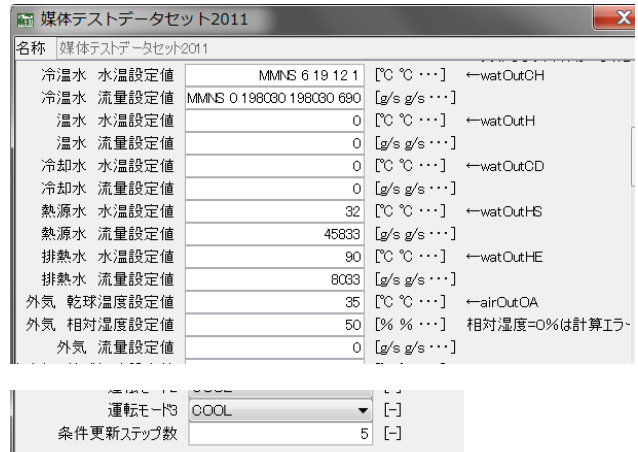 媒体テストデータセット2011
名称 媒体テストデータセット2011
冷温水 水温設定値 MMNS 6 19 12 1 [℃ ℃ ･･･] ←watOutCH
冷温水 流量設定値 MMNS 0 198030 198030 690 [g/s g/s ･･･]
温水 水温設定値 0 [℃ ℃ ･･･] ←watOutH
温水 流量設定値 0 [g/s g/s ･･･]
冷却水 水温設定値 0 [℃ ℃ ･･･] ←watOutCD
冷却水 流量設定値 0 [g/s g/s ･･･]
熱源水 水温設定値 32 [℃ ℃ ･･･] ←watOutHS
熱源水 流量設定値 45833 [g/s g/s ･･･]
排熱水 水温設定値 90 [℃ ℃ ･･･] ←watOutHE
排熱水 流量設定値 8033 [g/s g/s ･･･]
外気 乾球温度設定値 35 [℃ ℃ ･･･] ←airOutOA
外気 相対湿度設定値 50 [% % ･･･] 相対湿度=0%は計算エラ
外気 流量設定値 0 [g/s g/s ･･･]
運転モード3 COOL [-]
条件更新ステップ数 5 [-]